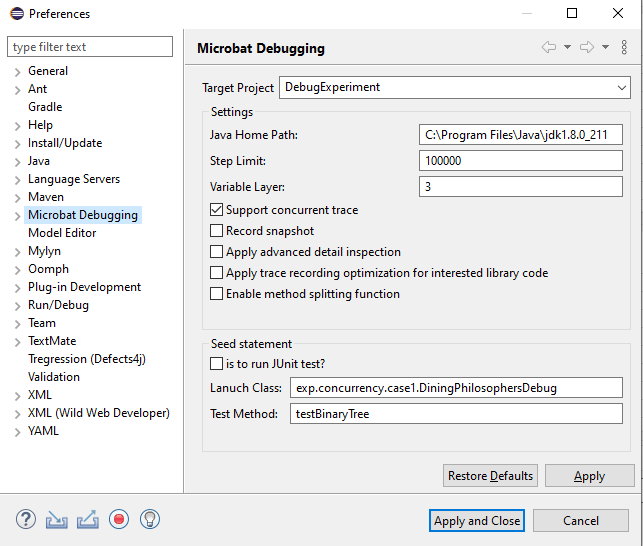 Preferences
type filter text
General
Ant
Gradle
Help
Install/Update
Java
Language Servers
Maven
Microbat Debugging
Model Editor
Mylyn
Oomph
Plug-in Development
Run/Debug
Team
TextMate
Tregression (Defects4j)
Validation
XML
XML (Wild Web Developer)
YAML
Microbat Debugging
Target Project DebugExperiment
Settings
Java Home Path: C:\Program Files\Java\jdk1.8.0_211
Step Limit: 100000
Variable Layer: 3
Support concurrent trace
Record snapshot
Apply advanced detail inspection
Apply trace recording optimization for interested library code
Enable method splitting function
Seed statement
is to run JUnit test?
Lanuch Class: exp.concurrency.case1.DiningPhilosophersDebug
Test Method: testBinaryTree
Restore Defaults Apply
Apply and Close Cancel